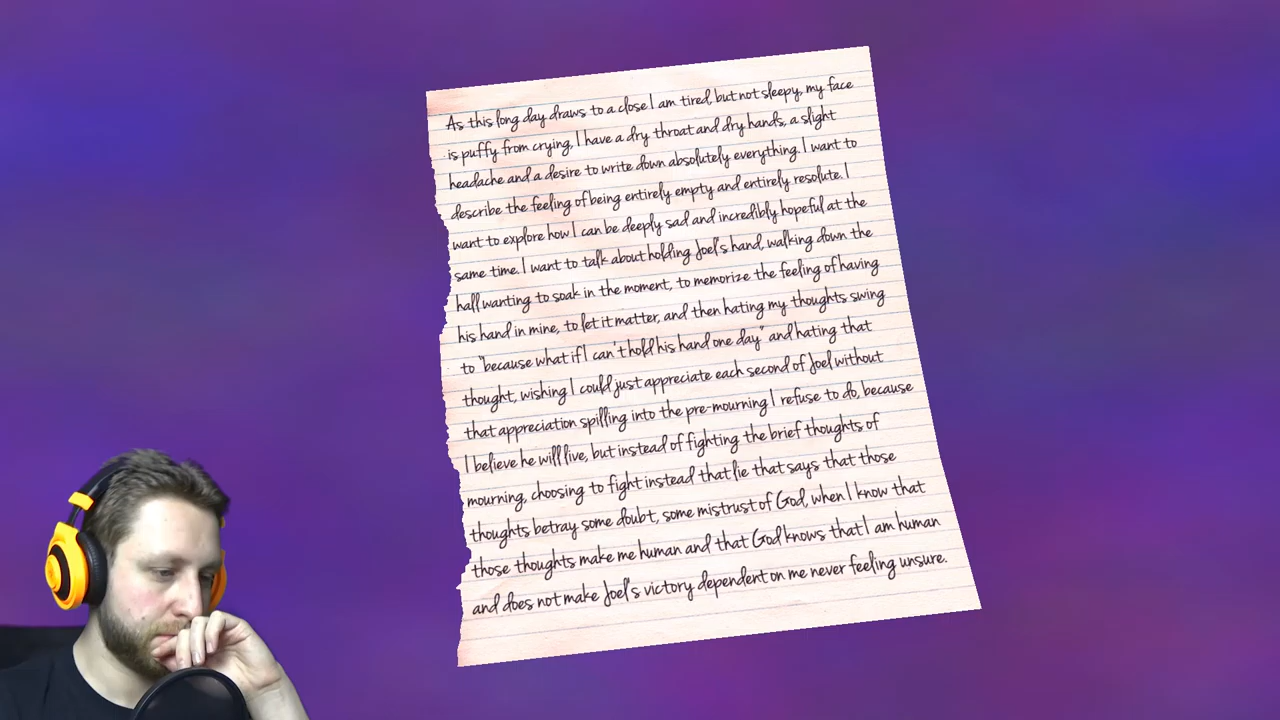 As this long day draws to a close I am tired, but not sleepy, my face
is puffy from crying, I have a dry throat and dry hands, a slight
headache and a desire to write down absolutely everything. I want to
describe the feeling of being entirely empty and entirely resolute. I
want to explore how I can be deeply sad and incredibly hopeful at the
same time. I want to talk about holding Joel's hand, walking down the
hall wanting to soak in the moment, to memorize the feeling of having
his hand in mine, to let it matter, and then hating my thoughts swing
to "because what if I can't hold his hand one day" and hating that
thought, wishing I could just appreciate each second of Joel without
that appreciation spilling into the pre-mourning I refuse to do, because
I believe he will live, but instead of fighting the brief thoughts of
mourning, choosing to fight instead that lie that says that those
thoughts betray some doubt, some mistrust of God, when I know that
those thoughts make me human and that God knows that I am human
and does not make Joel's victory dependent on me never feeling unsure.